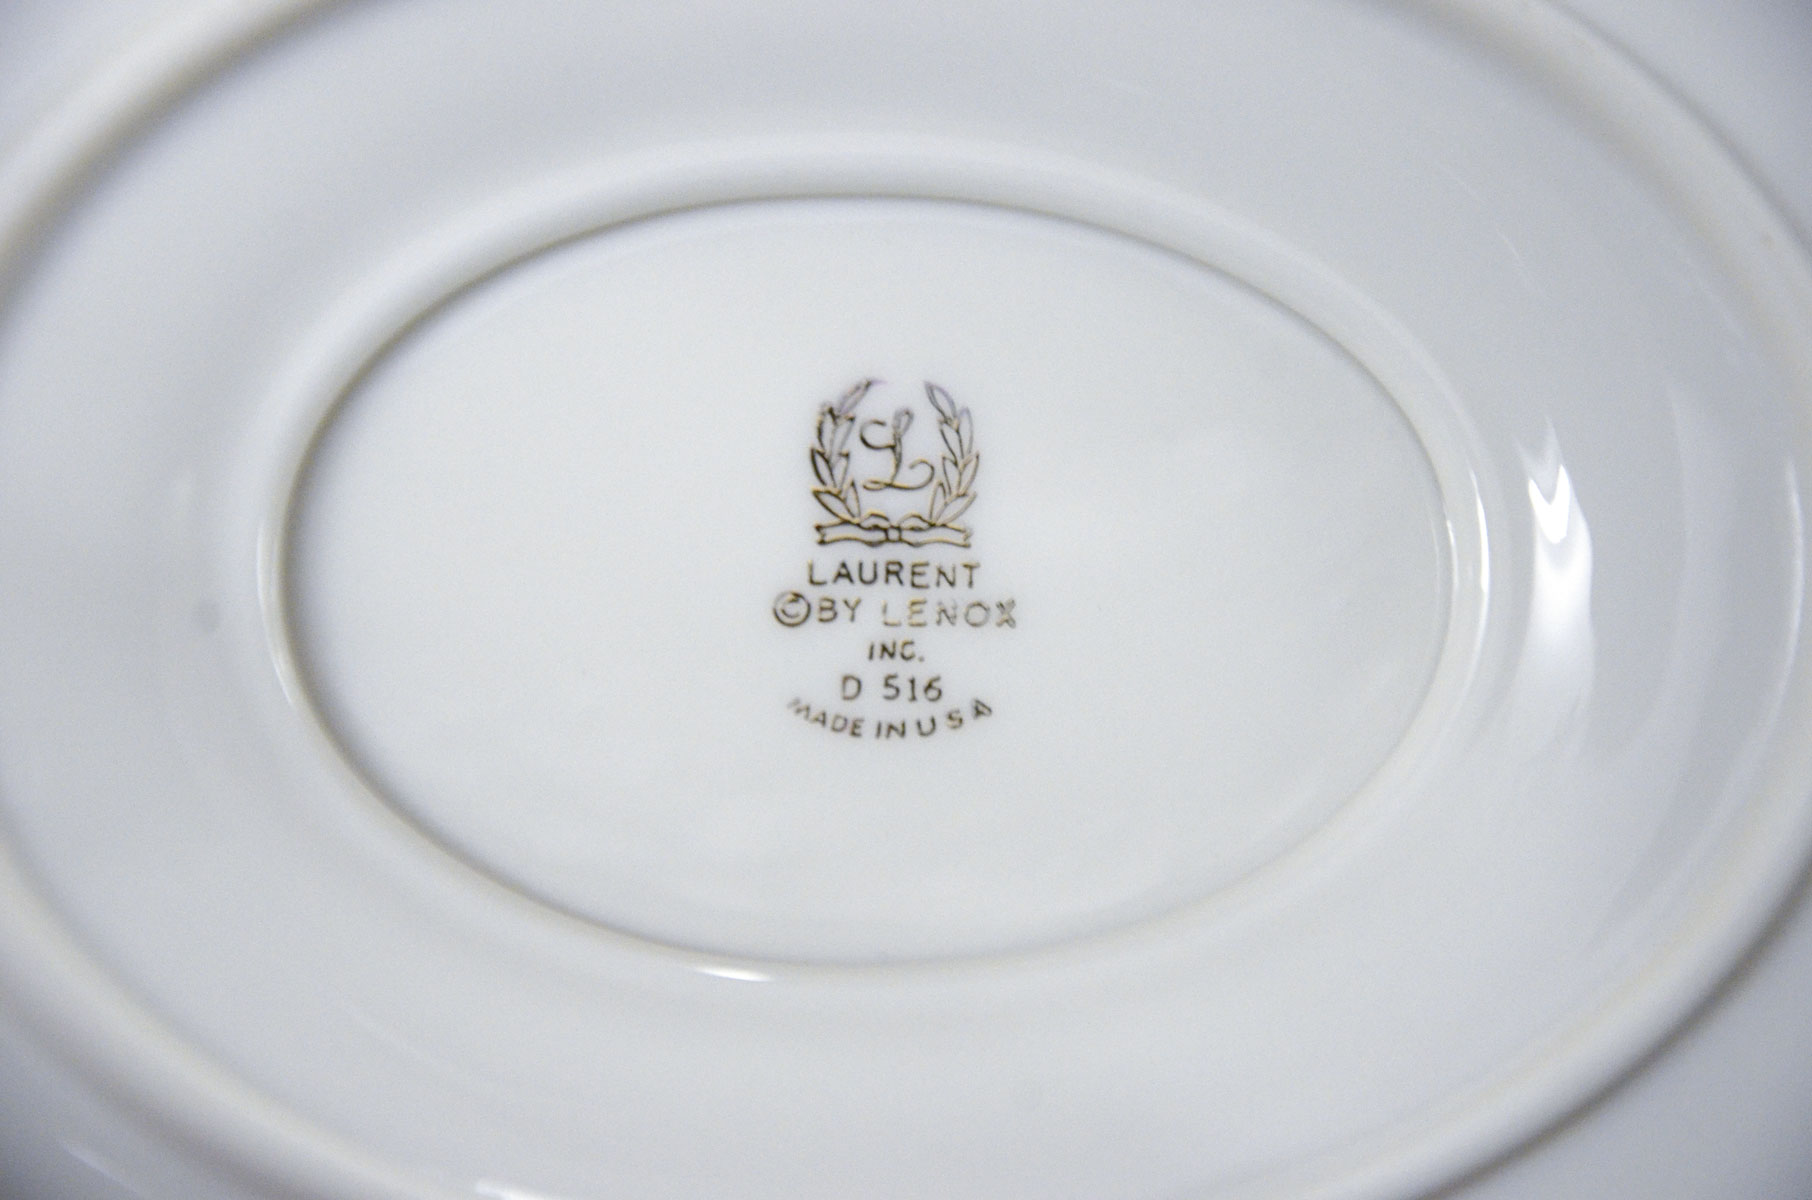 L
LAURENT
©BY LENOX
INC.
D 516
MADE IN USA